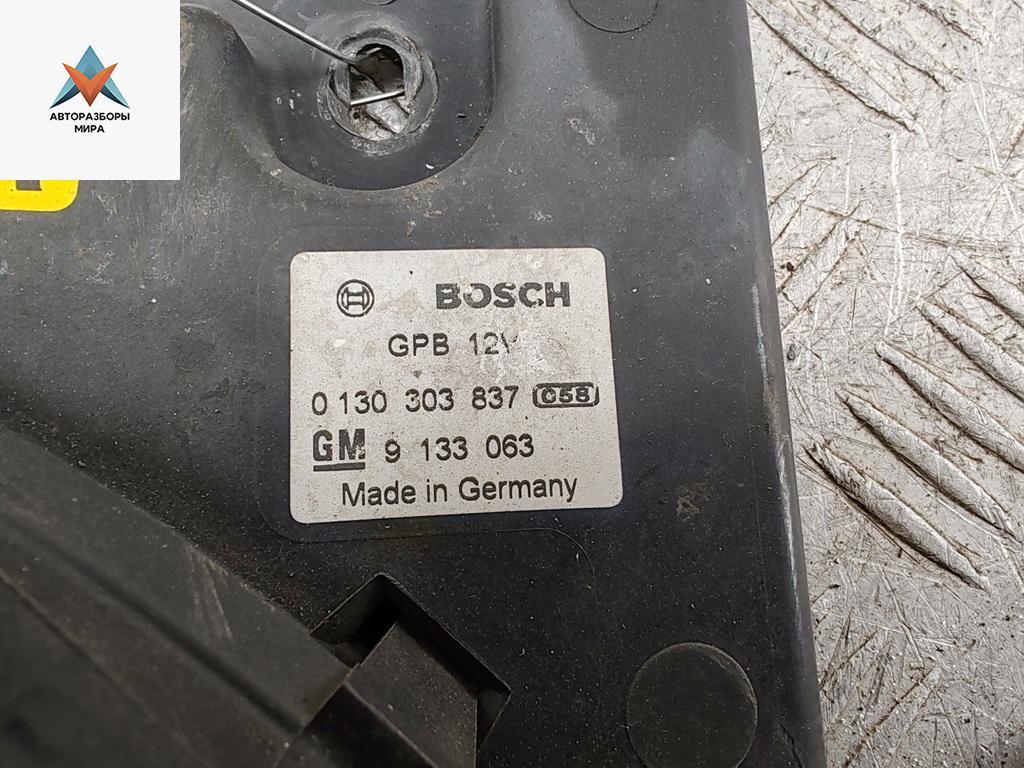 АВТОРАЗБОРЫ
МИРА
BOSCH
GPB 12V
0 130 303 837 C58
GM 9 133 063
Made in Germany